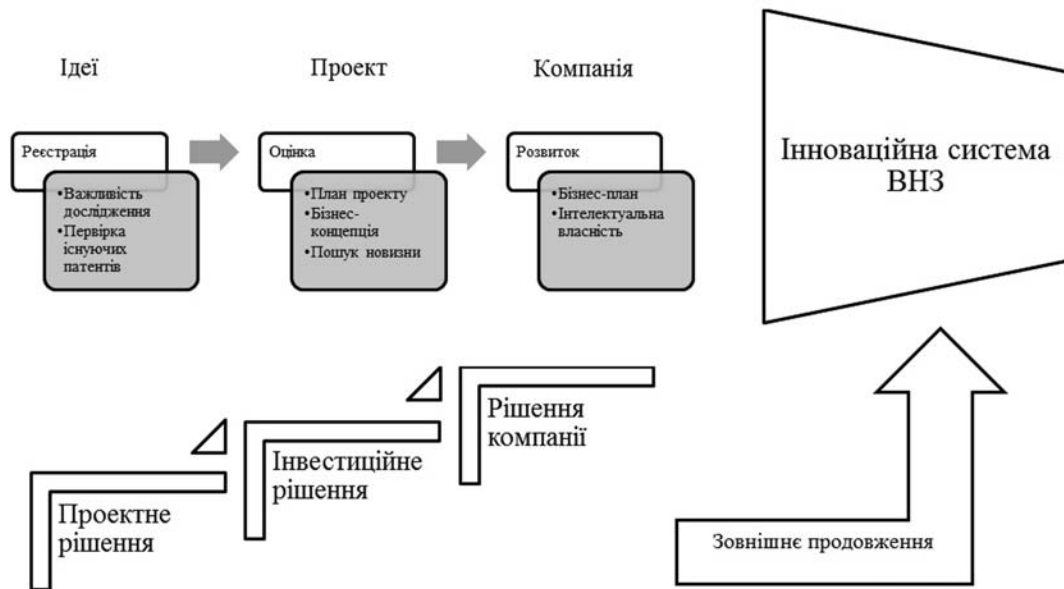 Ідеї
Проект
Компанія
Реєстрація
•Важливість
дослідження
•Первірка
існуючих
патентів
Оцінка
•План проекту
•Бізнес-
концепція
•Пошук новизни
Розвиток
•Бізнес-план
•Інтелектуальна
власність
Інноваційна система
ВНЗ
Проектне
рішення
Інвестиційне
рішення
Рішення
компанії
Зовнішнє продовження